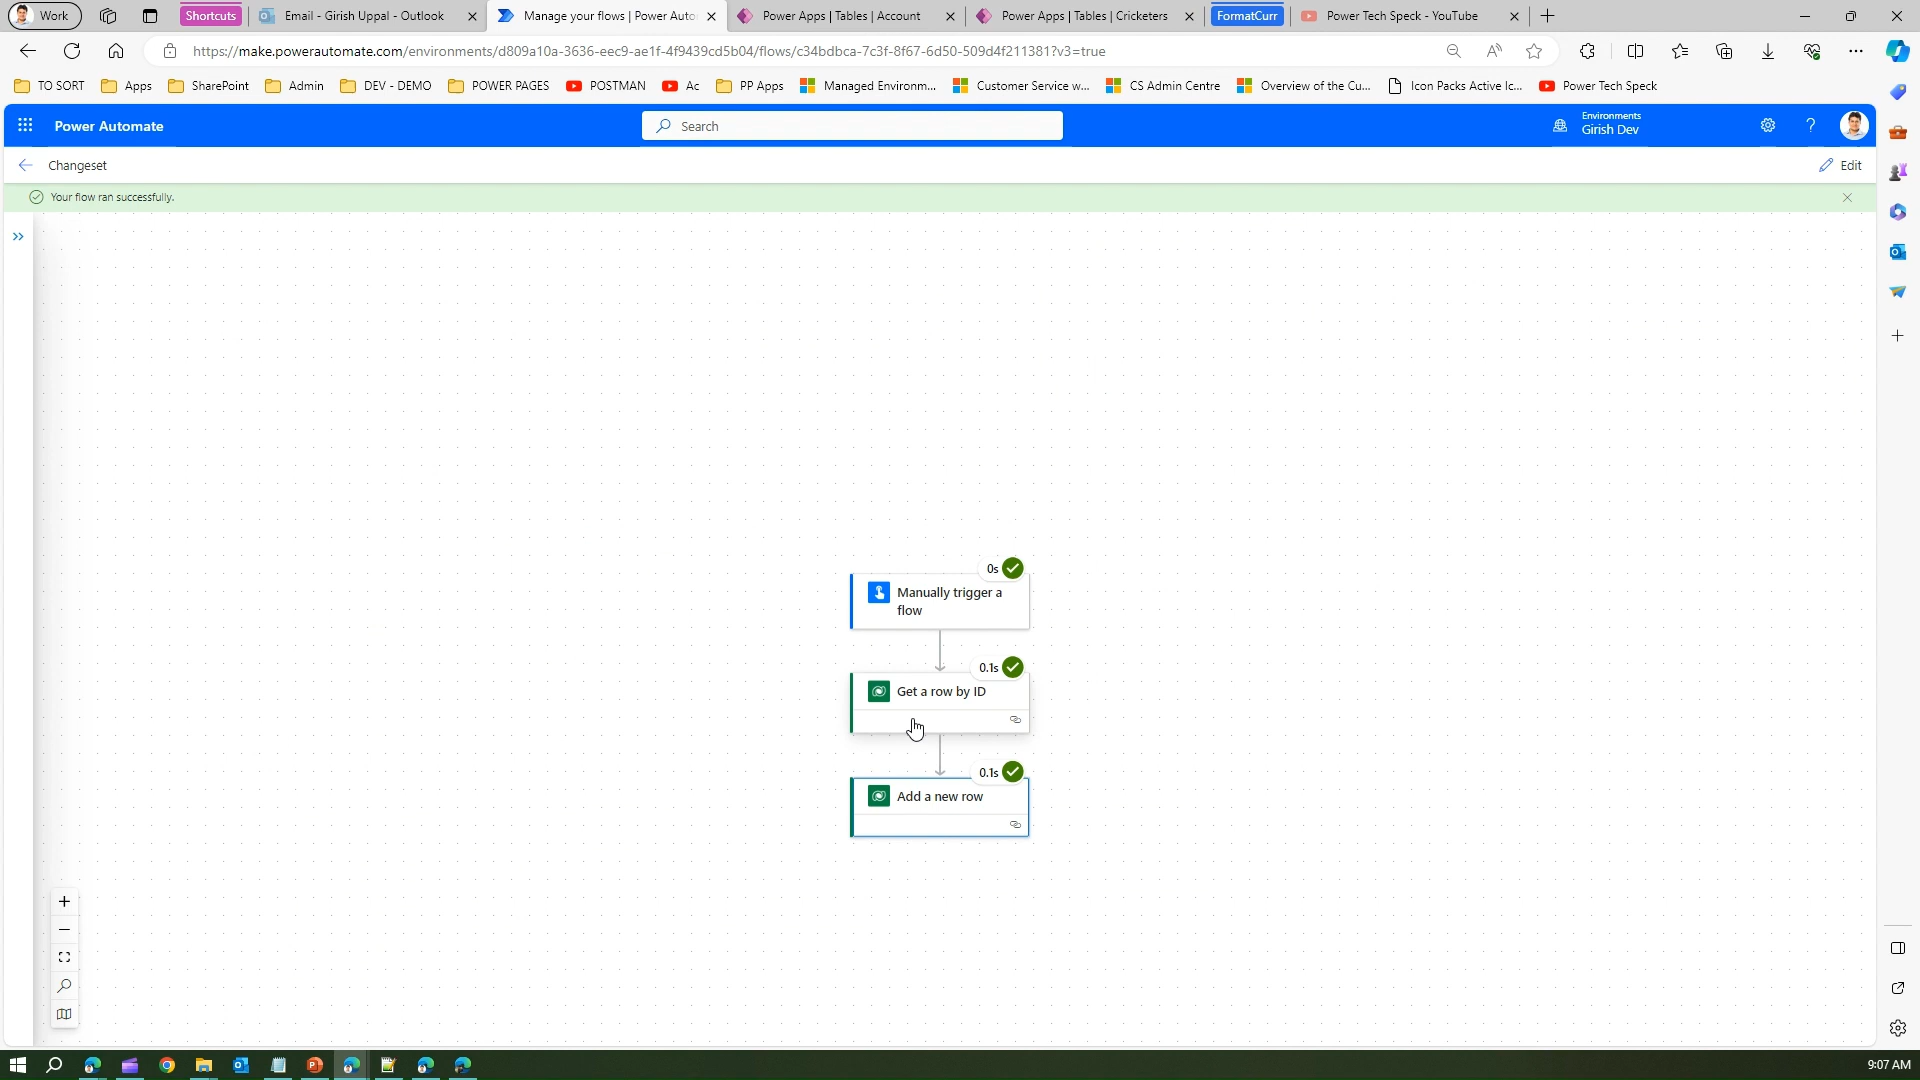 Work
Shortcuts
Email - Girish Uppal - Outlook
Manage your flows | Power Auto
Power Apps | Tables | Account
Power Apps | Tables | Cricketers
FormatCurr
Power Tech Speck - YouTube
https://make.powerautomate.com/environments/d809a10a-3636-eec9-ae1f-4f9439cd5b04/flows/c34bdbca-7c3f-8f67-6d50-509d4f211381?v3=true
TO SORT
Apps
SharePoint
Admin
DEV - DEMO
POWER PAGES
POSTMAN
Ac
PP Apps
Managed Environm...
Customer Service w...
CS Admin Centre
Overview of the Cu...
Icon Packs Active Ic...
Power Tech Speck
Power Automate
Search
Environments
Girish Dev
Changeset
Edit
Your flow ran successfully.
0s
Manually trigger a
flow
0.1s
Get a row by ID
0.1s
Add a new row
9:07 AM